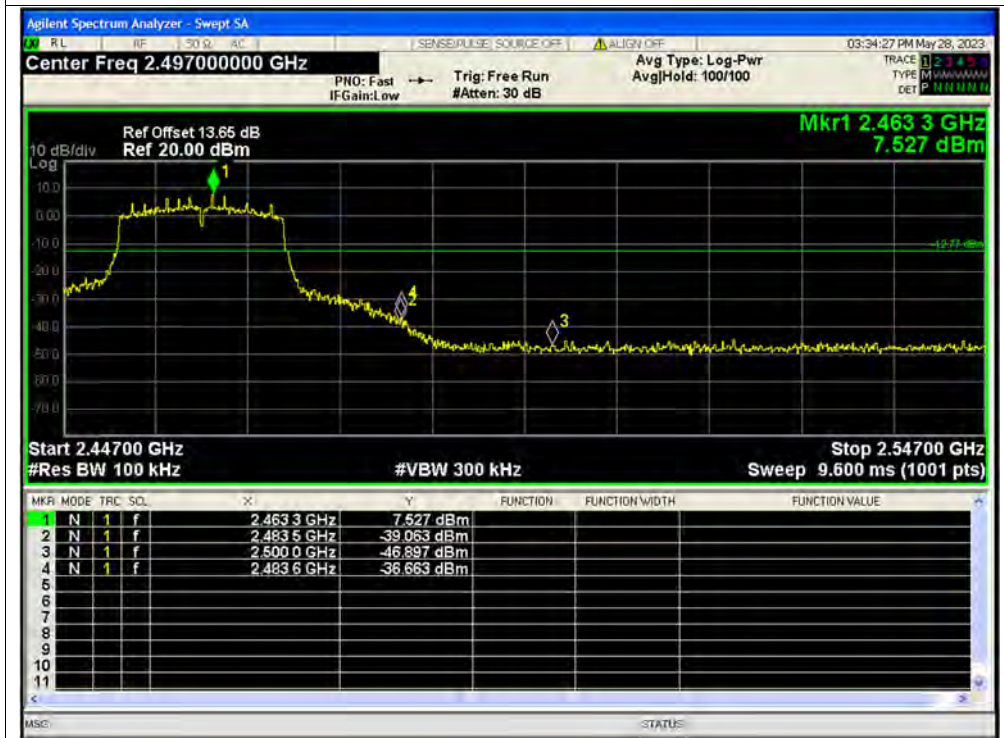 Agilent Spectrum Analyzer - Swept SA
RL RF 50 Ω AC SENSE:PULSE SOURCE OFF ALIGN OFF 03:34:27 PM May 28, 2023
Center Freq 2.497000000 GHz
PNO: Fast
IFGain:Low
Trig: Free Run
#Atten: 30 dB
Avg Type: Log-Pwr
Avg|Hold: 100/100
TRACE 1 2 3 4 5 6
TYPE M W W W W W
DET P N N N N N
Mkr1 2.463 3 GHz
7.527 dBm
Ref Offset 13.65 dB
10 dB/div Ref 20.00 dBm
Log
10.0
0.00
-10.0
-20.0
-30.0
-40.0
-50.0
-60.0
-70.0
1
4
2
3
-12.77 dBm
Start 2.44700 GHz Stop 2.54700 GHz
#Res BW 100 kHz #VBW 300 kHz Sweep 9.600 ms (1001 pts)
MKR MODE TRC SCL X Y FUNCTION FUNCTION WIDTH FUNCTION VALUE
1 N 1 f 2.463 3 GHz 7.527 dBm
2 N 1 f 2.483 5 GHz -39.063 dBm
3 N 1 f 2.500 0 GHz -46.897 dBm
4 N 1 f 2.483 6 GHz -36.663 dBm
5
6
7
8
9
10
11
MSG STATUS